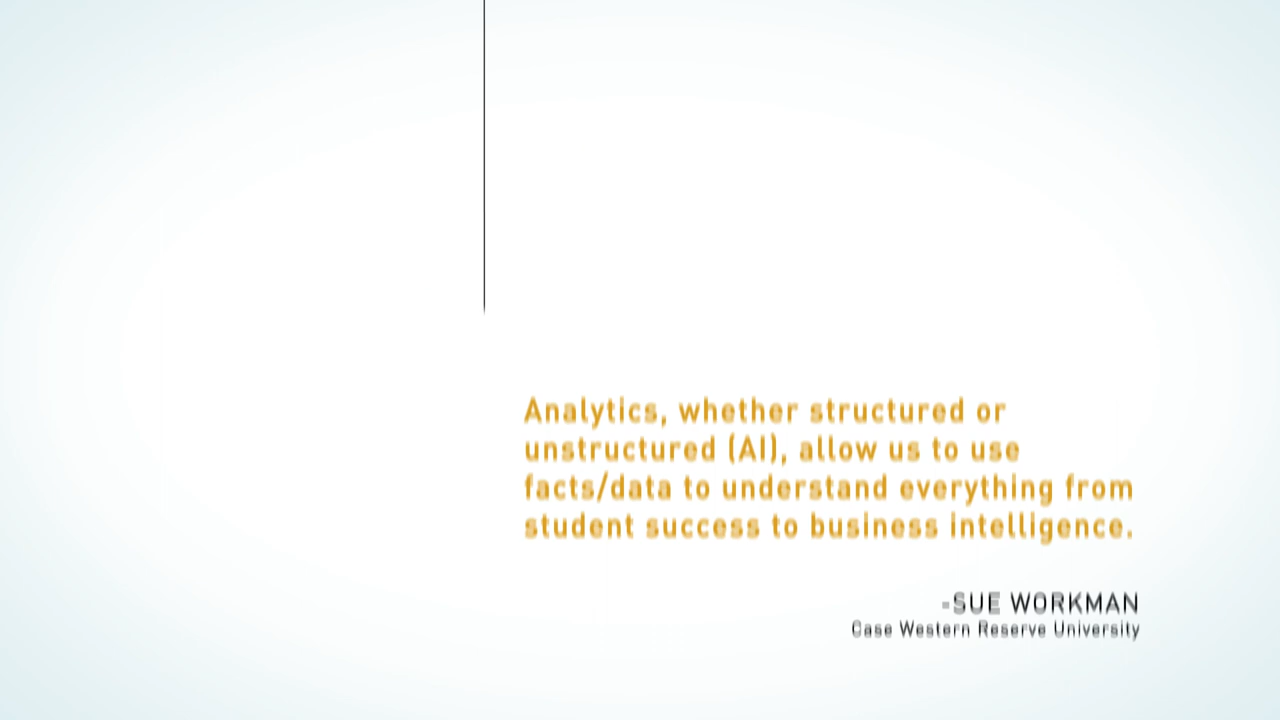 Analytics, whether structured or
unstructured (AI), allow us to use
facts/data to understand everything from
student success to business intelligence.
-SUE WORKMAN
Case Western Reserve University